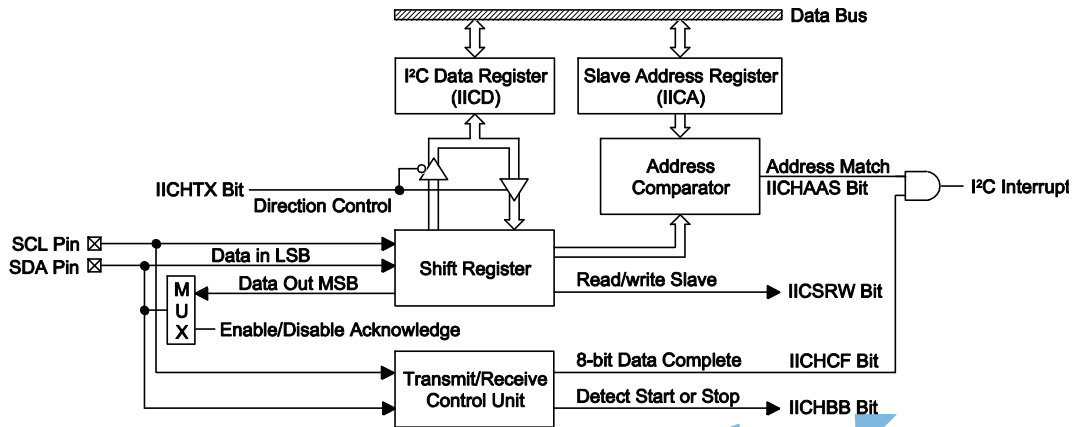 Data Bus
I²C Data Register
(IICD)
Slave Address Register
(IICA)
Address
Comparator
Address Match
IICHAAS Bit
I²C Interrupt
IICHTX Bit
Direction Control
SCL Pin
SDA Pin
Data in LSB
Shift Register
Data Out MSB
Read/write Slave
IICSRW Bit
M
U
X
Enable/Disable Acknowledge
Transmit/Receive
Control Unit
8-bit Data Complete
IICHCF Bit
Detect Start or Stop
IICHBB Bit